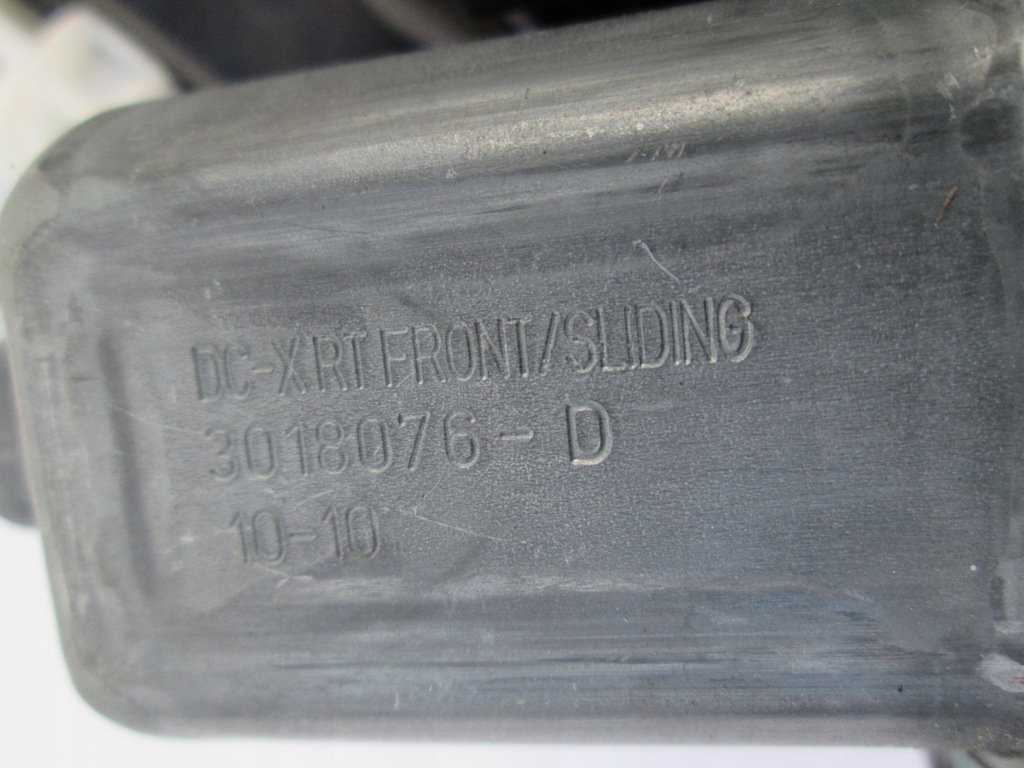 DC-X RT FRONT/SLIDING
3018076-D
10-10